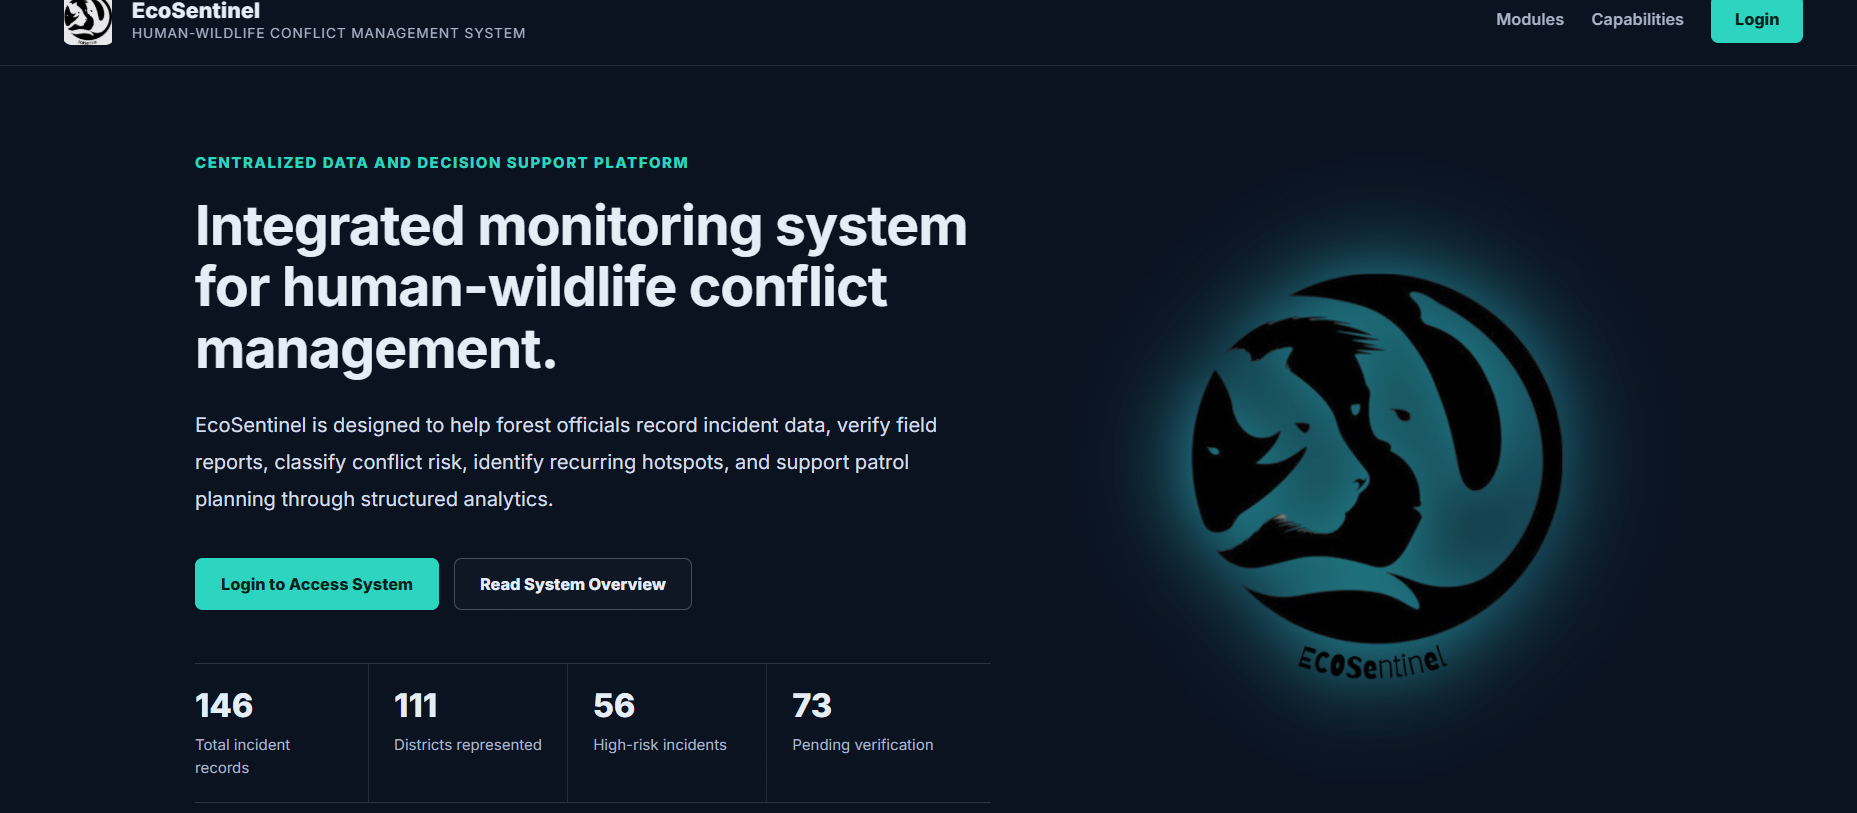 EcoSentinel
HUMAN-WILDLIFE CONFLICT MANAGEMENT SYSTEM
Modules
Capabilities
Login
CENTRALIZED DATA AND DECISION SUPPORT PLATFORM
Integrated monitoring system
for human-wildlife conflict
management.
EcoSentinel is designed to help forest officials record incident data, verify field
reports, classify conflict risk, identify recurring hotspots, and support patrol
planning through structured analytics.
Login to Access System
Read System Overview
146
Total incident
records
111
Districts represented
56
High-risk incidents
73
Pending verification
ECOSentinel